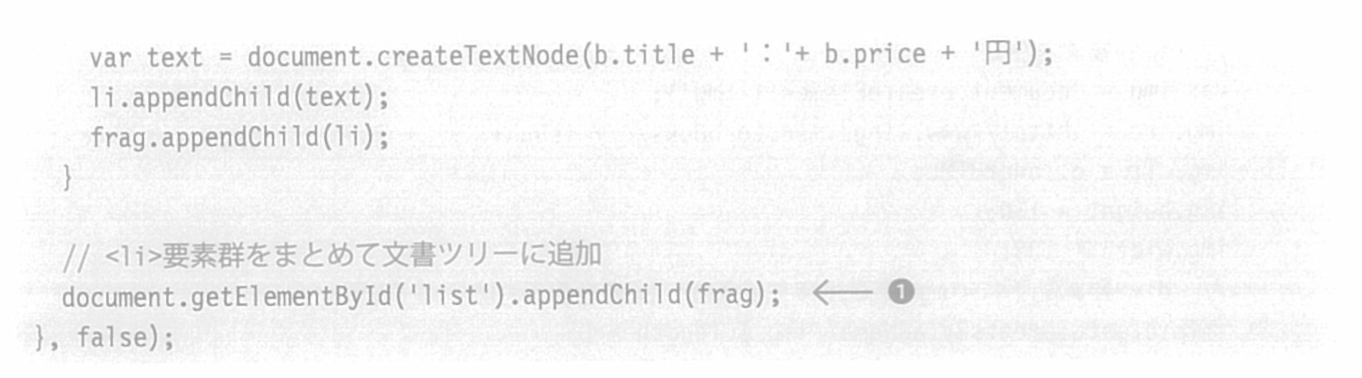 var text = document.createTextNode(b.title + '：'+ b.price + '円');
li.appendChild(text);
frag.appendChild(li);
}
// <li>要素群をまとめて文書ツリーに追加
document.getElementById('list').appendChild(frag); ← ❶
}, false);